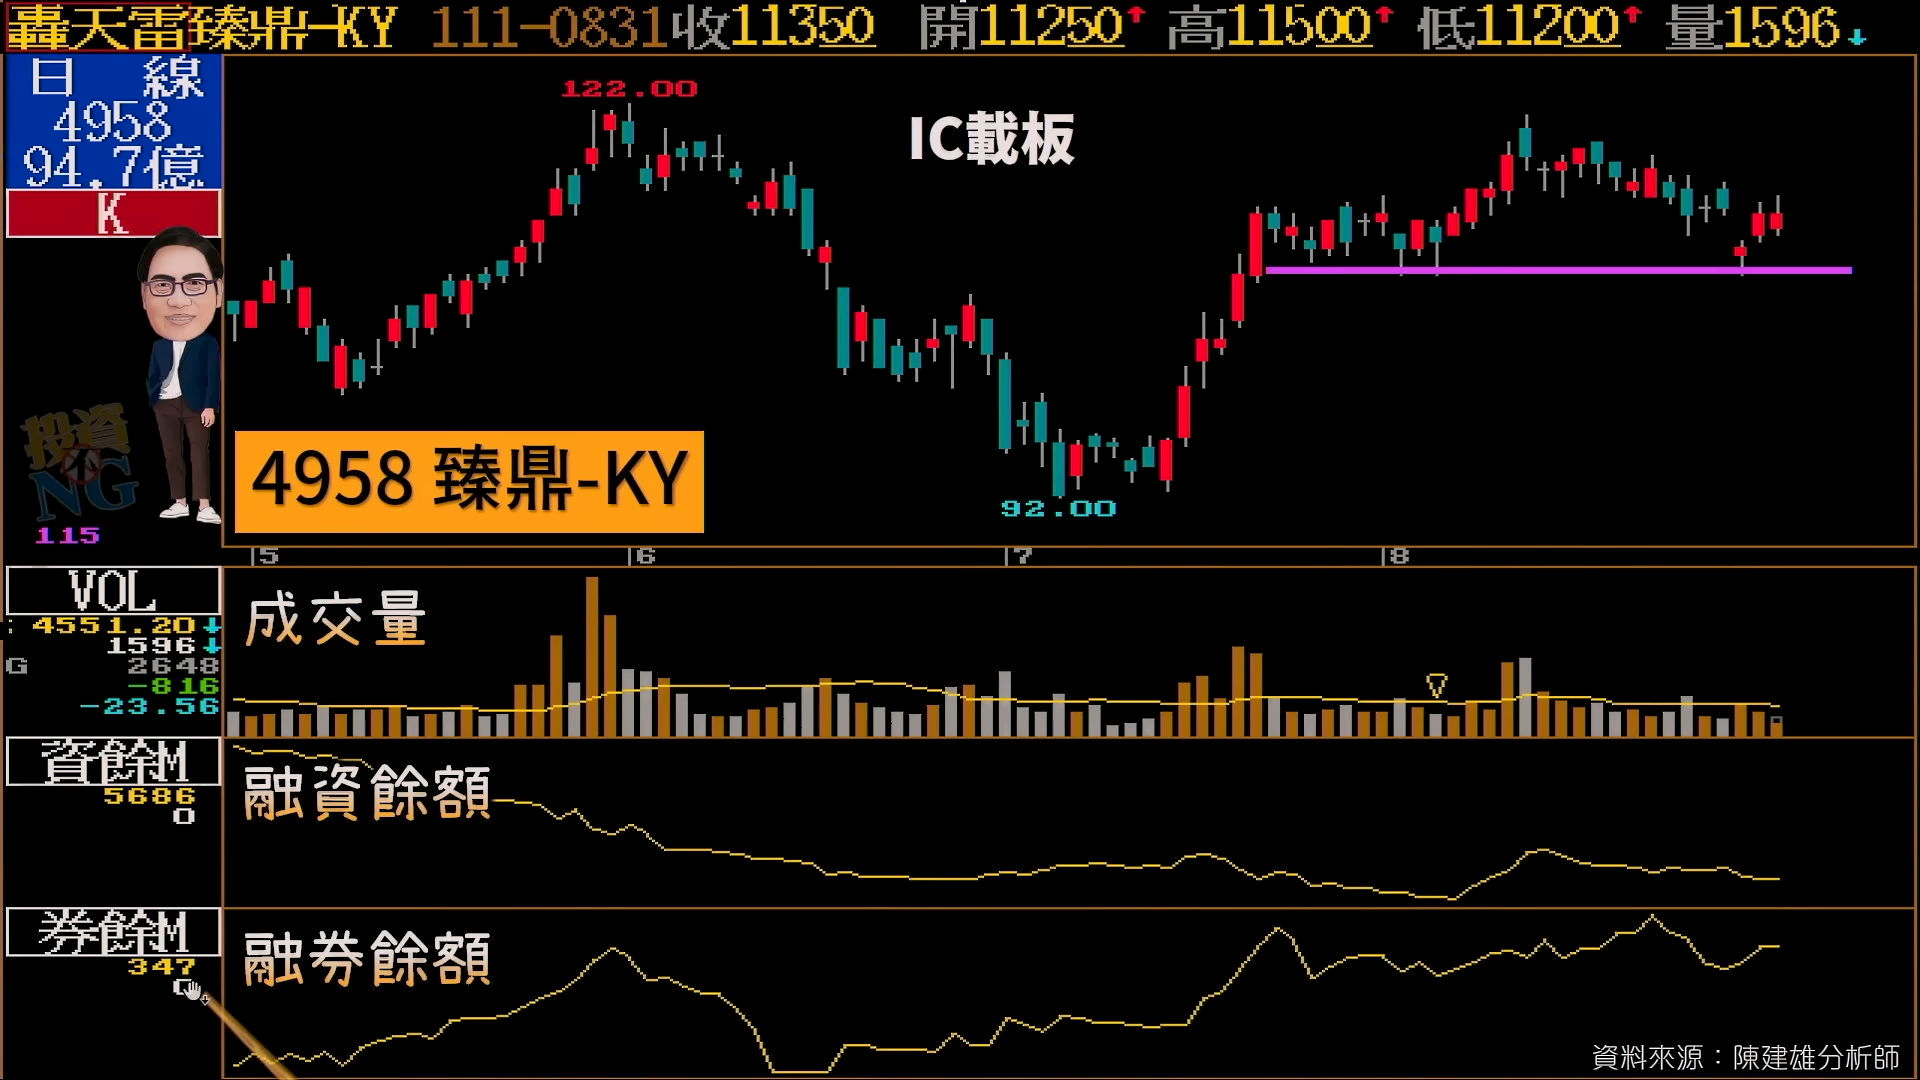 轟天雷臻鼎-KY 111-0831收11350 開11250↑ 高11500↑ 低11200↑ 量1596↓
日 線
4958
94.7億
K
122.00
IC載板
投資
不
NG
4958 臻鼎-KY
92.00
115
5 6 7 8
VOL
成交量
: 4551.20↓
1596↓
G 2648
-816
-23.56
資餘M
融資餘額
5686
0
券餘M
融券餘額
347
資料來源：陳建雄分析師